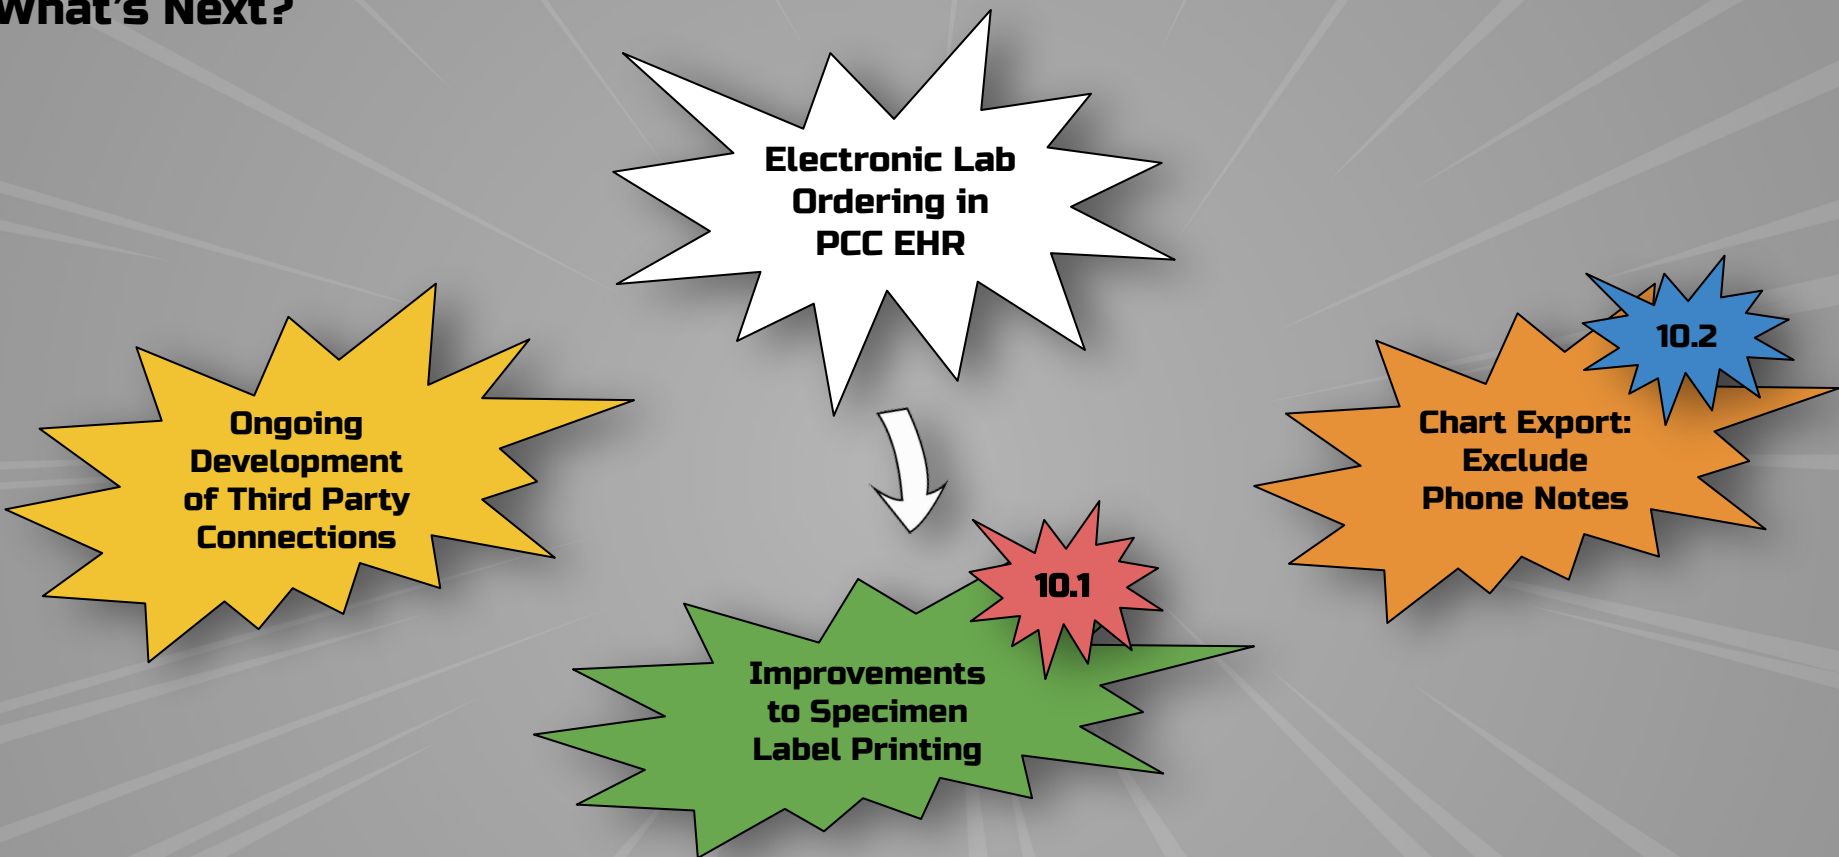 What's Next?
Electronic Lab
Ordering in
PCC EHR
Ongoing
Development
of Third Party
Connections
10.2
Chart Export:
Exclude
Phone Notes
10.1
Improvements
to Specimen
Label Printing